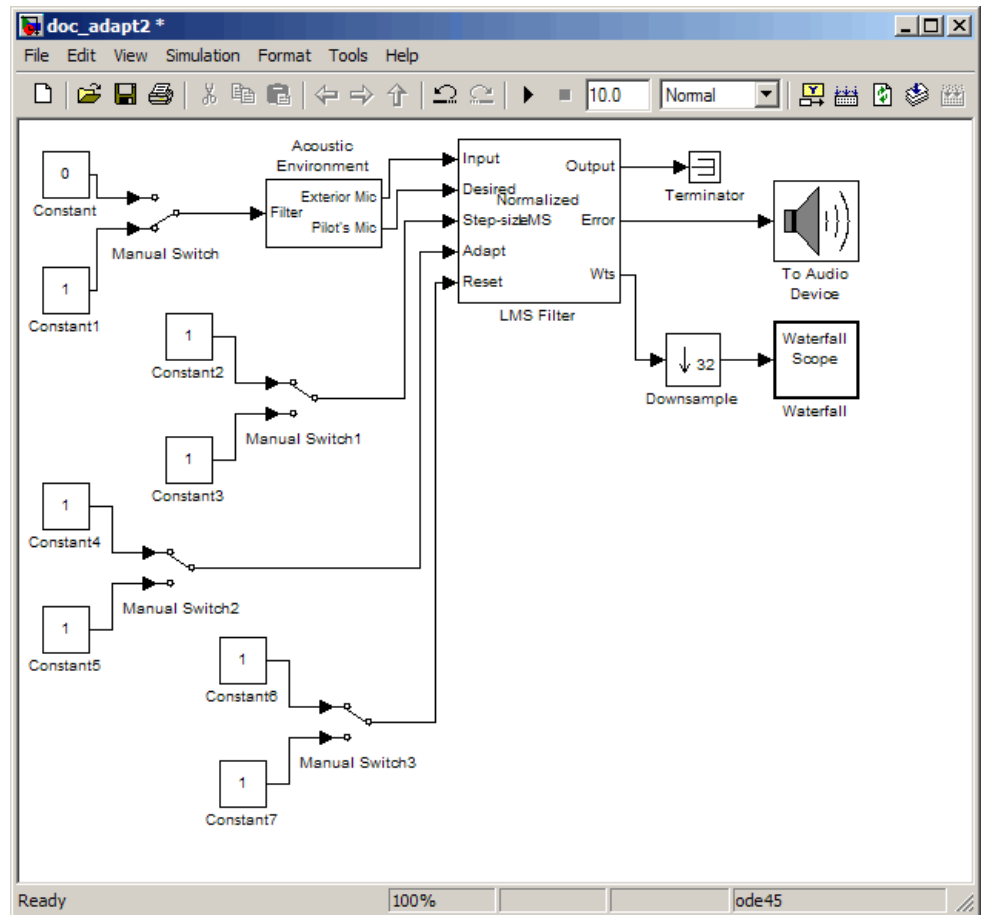 doc_adapt2 *
File Edit View Simulation Format Tools Help
10.0 Normal
0
Constant
1
Constant1
Manual Switch
Acoustic
Environment
Filter
Exterior Mic
Pilot's Mic
Input
Desired
Step-size
Adapt
Reset
Normalized
LMS
Output
Error
Wts
LMS Filter
Terminator
To Audio
Device
32
Downsample
Waterfall
Scope
Waterfall
1
Constant2
1
Constant3
Manual Switch1
1
Constant4
1
Constant5
Manual Switch2
1
Constant6
1
Constant7
Manual Switch3
Ready 100% ode45